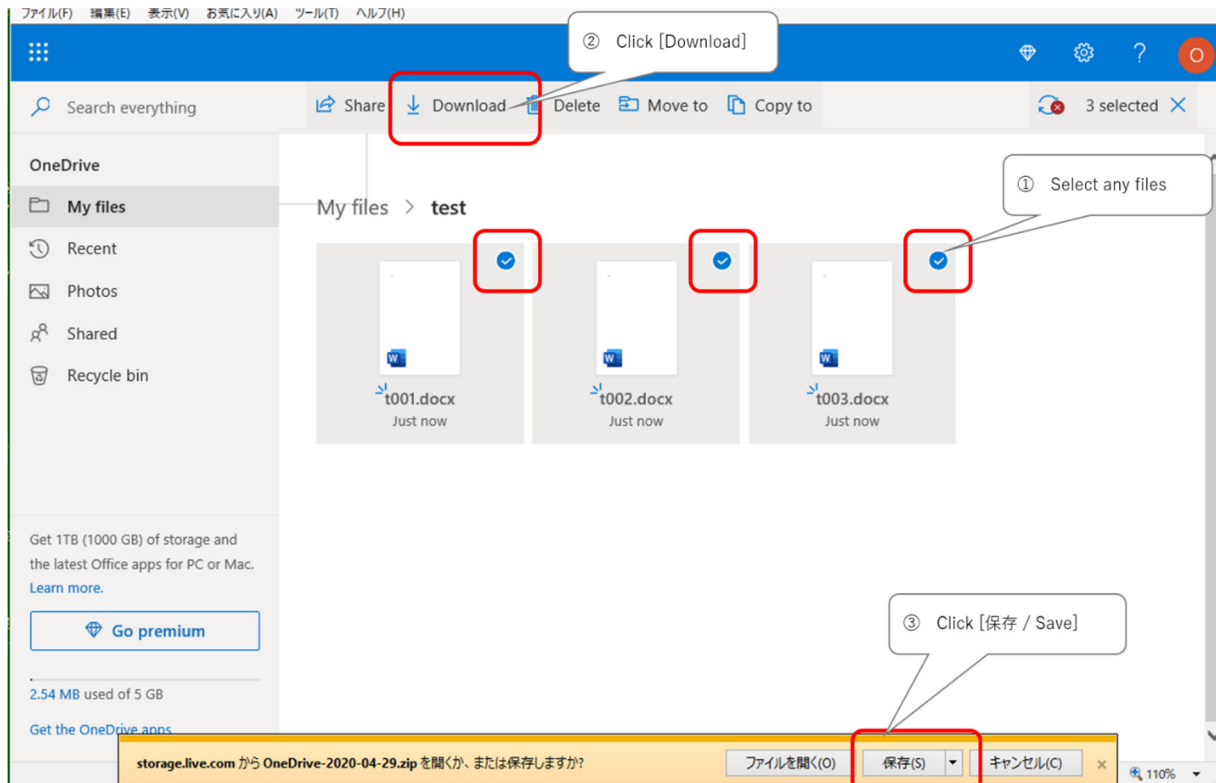 ファイル(F) 編集(E) 表示(V) お気に入り(A) ツール(T) ヘルプ(H)
② Click [Download]
? O
Search everything
Share Download Delete Move to Copy to
3 selected
OneDrive
① Select any files
My files
My files > test
Recent
Photos
Shared
Recycle bin
W W W
t001.docx t002.docx t003.docx
Just now Just now Just now
Get 1TB (1000 GB) of storage and
the latest Office apps for PC or Mac.
Learn more.
Go premium
③ Click [保存 / Save]
2.54 MB used of 5 GB
Get the OneDrive apps
storage.live.com から OneDrive-2020-04-29.zip を開くか、または保存しますか?
ファイルを開く(O) 保存(S) キャンセル(C) ×
110%